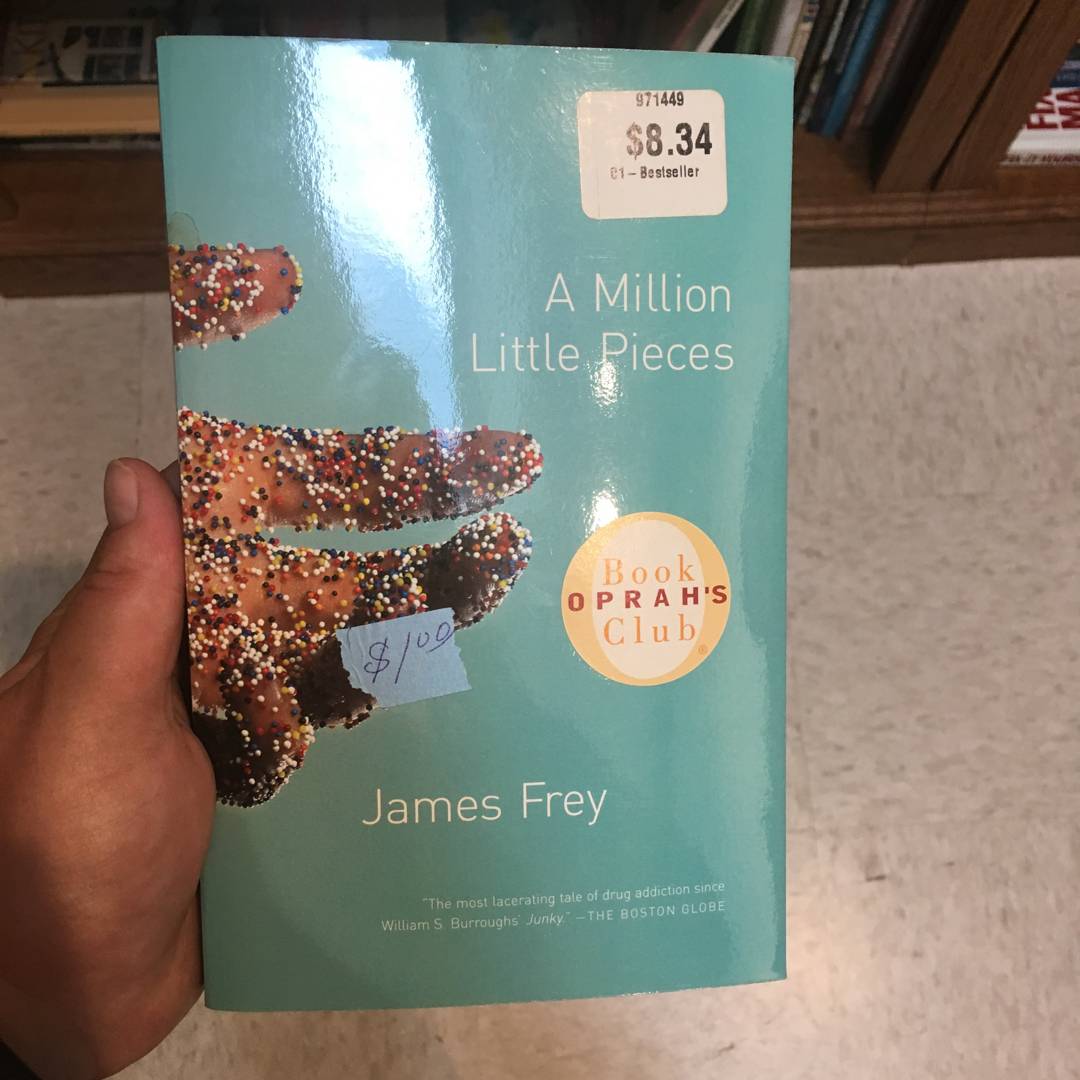 971449
$8.34
01-Bestseller
A Million
Little Pieces
Book
OPRAH'S
Club
®
$1.00
James Frey
"The most lacerating tale of drug addiction since
William S. Burroughs' Junky." —THE BOSTON GLOBE